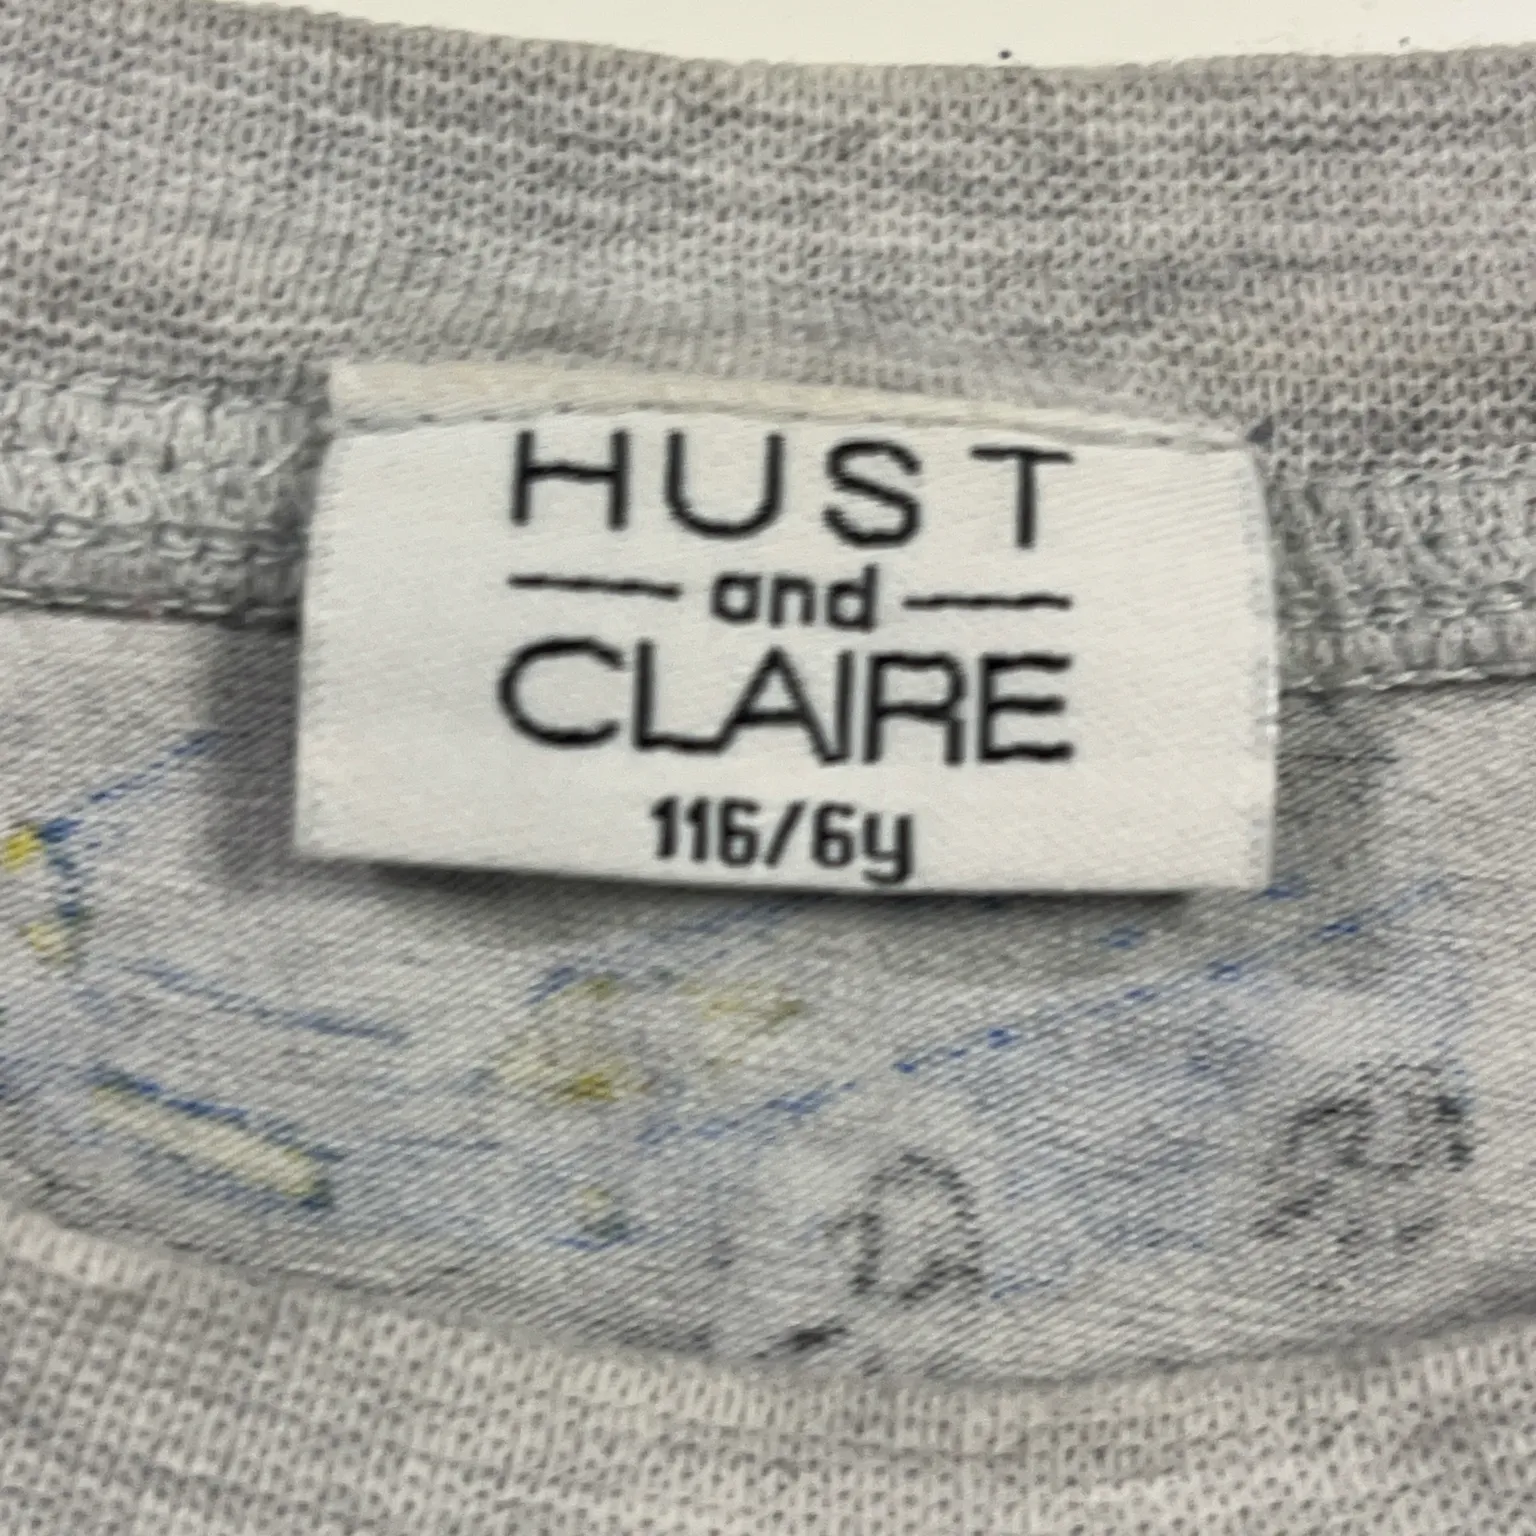 HUST
and
CLAIRE
116/6y